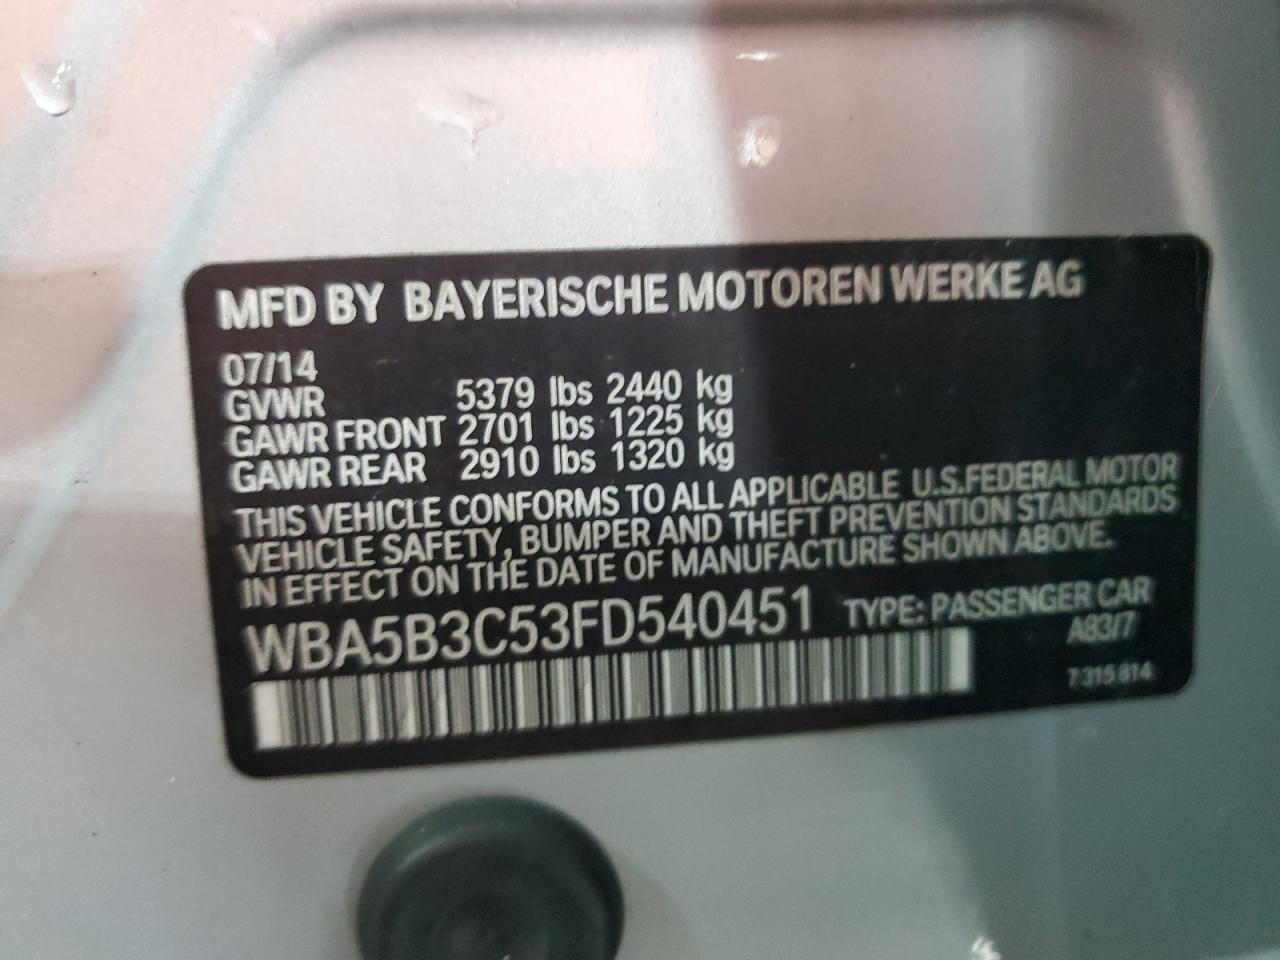 MFD BY BAYERISCHE MOTOREN WERKE AG
07/14
GVWR 5379 lbs 2440 kg
GAWR FRONT 2701 lbs 1225 kg
GAWR REAR 2910 lbs 1320 kg
THIS VEHICLE CONFORMS TO ALL APPLICABLE U.S.FEDERAL MOTOR
VEHICLE SAFETY, BUMPER AND THEFT PREVENTION STANDARDS
IN EFFECT ON THE DATE OF MANUFACTURE SHOWN ABOVE.
WBA5B3C53FD540451 TYPE: PASSENGER CAR
A83/7
7 315 814